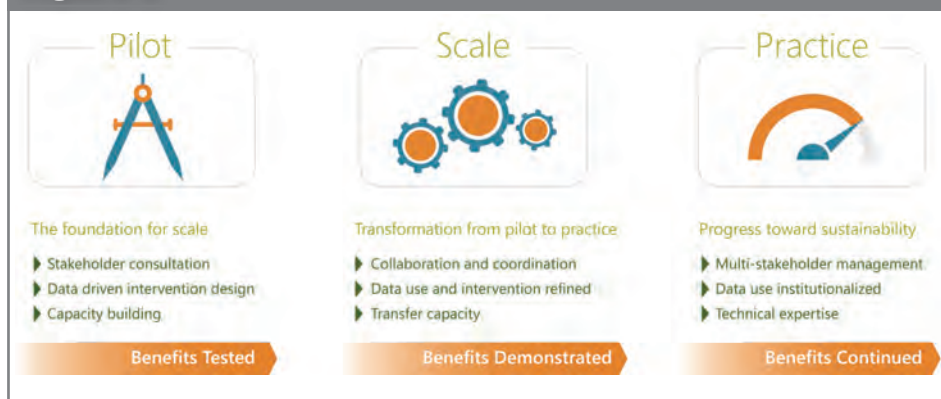 Pilot
The foundation for scale
Stakeholder consultation
Data driven intervention design
Capacity building
Benefits Tested
Scale
Transformation from pilot to practice
Collaboration and coordination
Data use and intervention refined
Transfer capacity
Benefits Demonstrated
Practice
Progress toward sustainability
Multi-stakeholder management
Data use institutionalized
Technical expertise
Benefits Continued